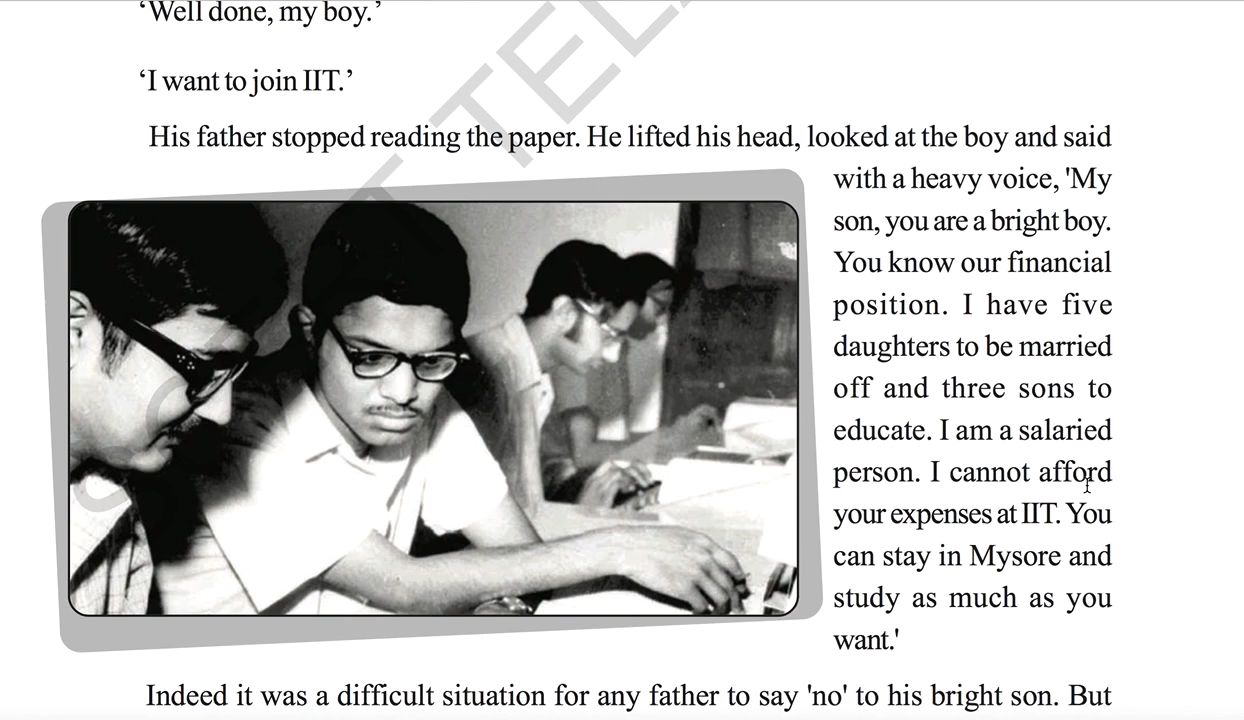 ‘Well done, my boy.’
‘I want to join IIT.’
His father stopped reading the paper. He lifted his head, looked at the boy and said
with a heavy voice, 'My
son, you are a bright boy.
You know our financial
position. I have five
daughters to be married
off and three sons to
educate. I am a salaried
person. I cannot afford
your expenses at IIT. You
can stay in Mysore and
study as much as you
want.'
Indeed it was a difficult situation for any father to say 'no' to his bright son. But